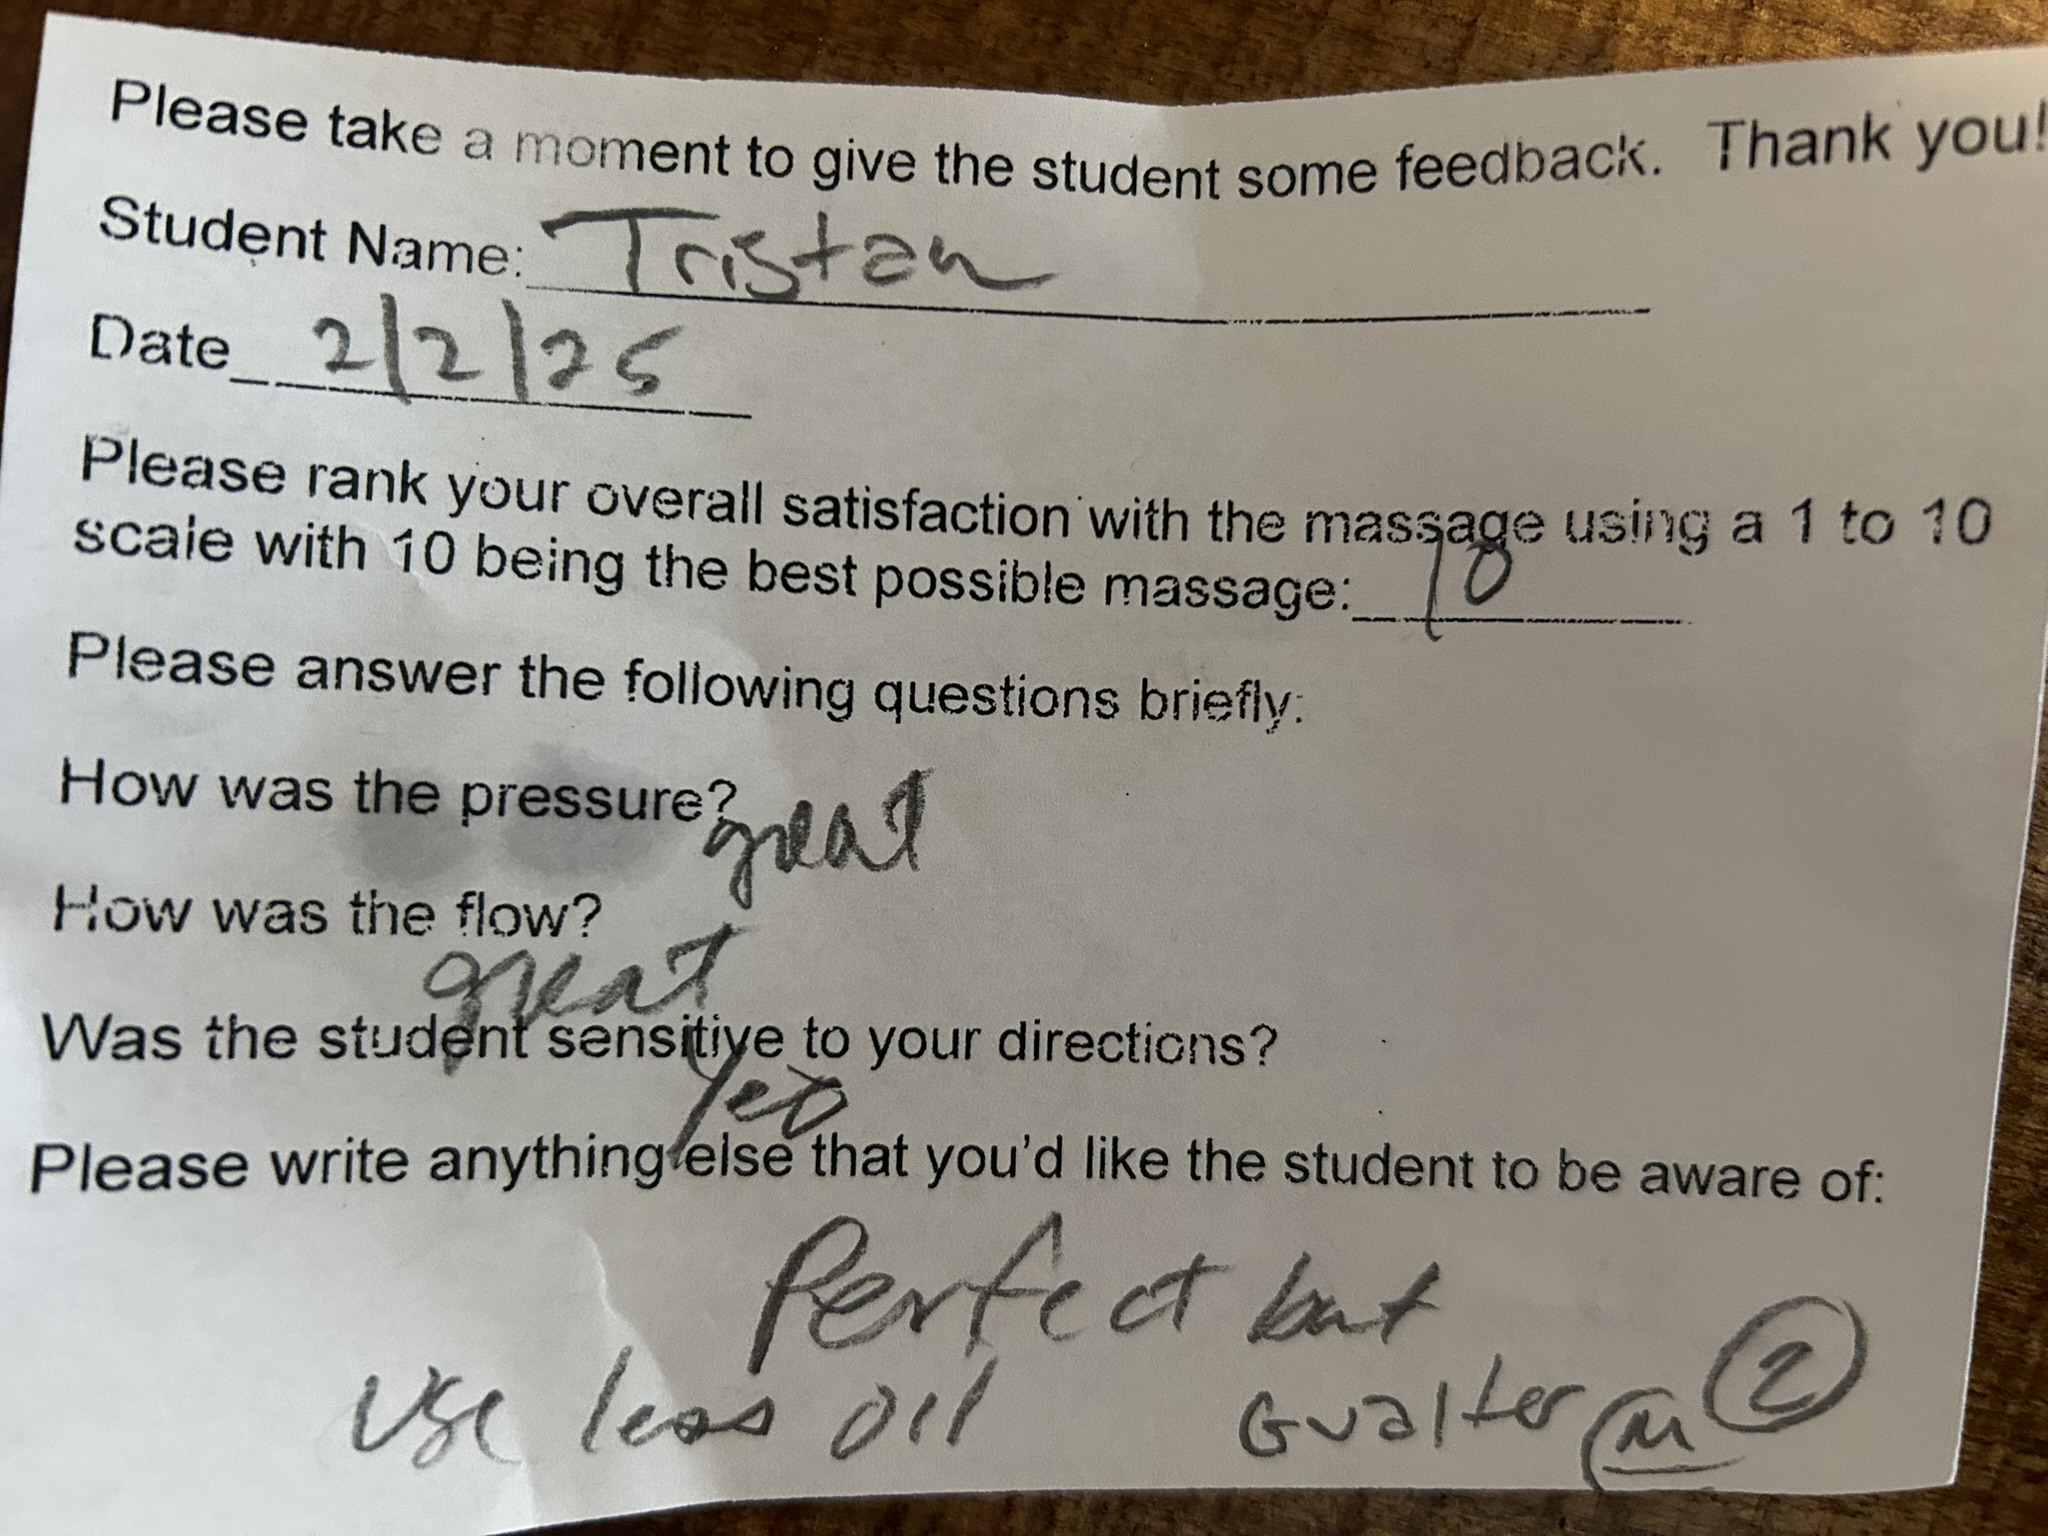 Please take a moment to give the student some feedback. Thank you!
Student Name: Tristan
Date 2/2/25
Please rank your overall satisfaction with the massage using a 1 to 10
scale with 10 being the best possible massage: 10
Please answer the following questions briefly:
How was the pressure? great
How was the flow?
great
Was the student sensitive to your directions?
yes
Please write anything else that you'd like the student to be aware of:
Perfect but
use less oil Gualter M 2